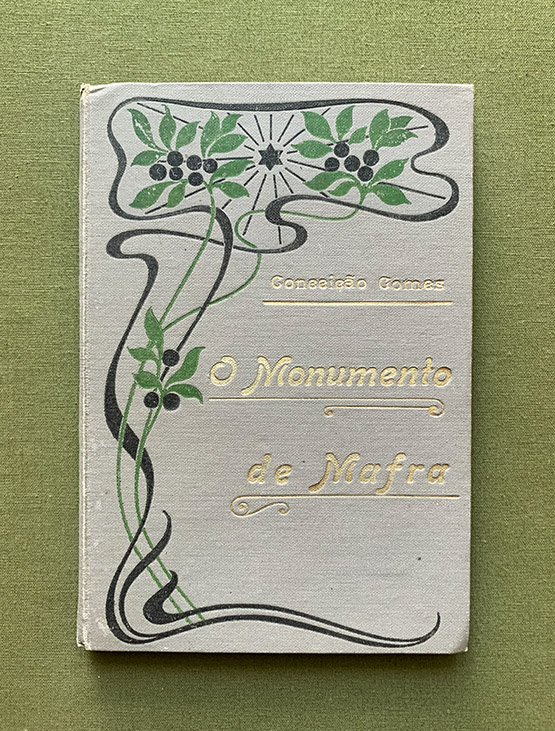 Conceição Gomes
O Monumento
de Mafra